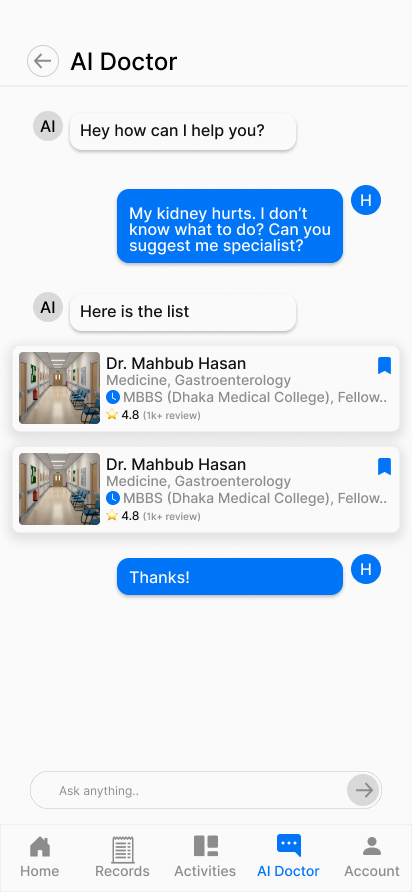 AI Doctor
AI
Hey how can I help you?
H
My kidney hurts. I don't
know what to do? Can you
suggest me specialist?
AI
Here is the list
Dr. Mahbub Hasan
Medicine, Gastroenterology
MBBS (Dhaka Medical College), Fellow..
4.8 (1k+ review)
Dr. Mahbub Hasan
Medicine, Gastroenterology
MBBS (Dhaka Medical College), Fellow..
4.8 (1k+ review)
H
Thanks!
Ask anything..
Home Records Activities AI Doctor Account